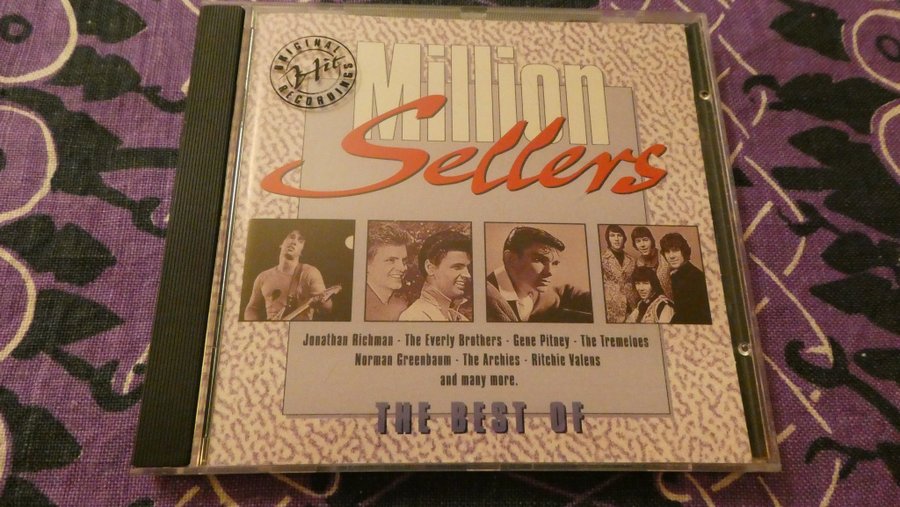 ORIGINAL
Hit
RECORDINGS
Million
Sellers
Jonathan Richman - The Everly Brothers - Gene Pitney - The Tremeloes
Norman Greenbaum - The Archies - Ritchie Valens
and many more.
THE BEST OF